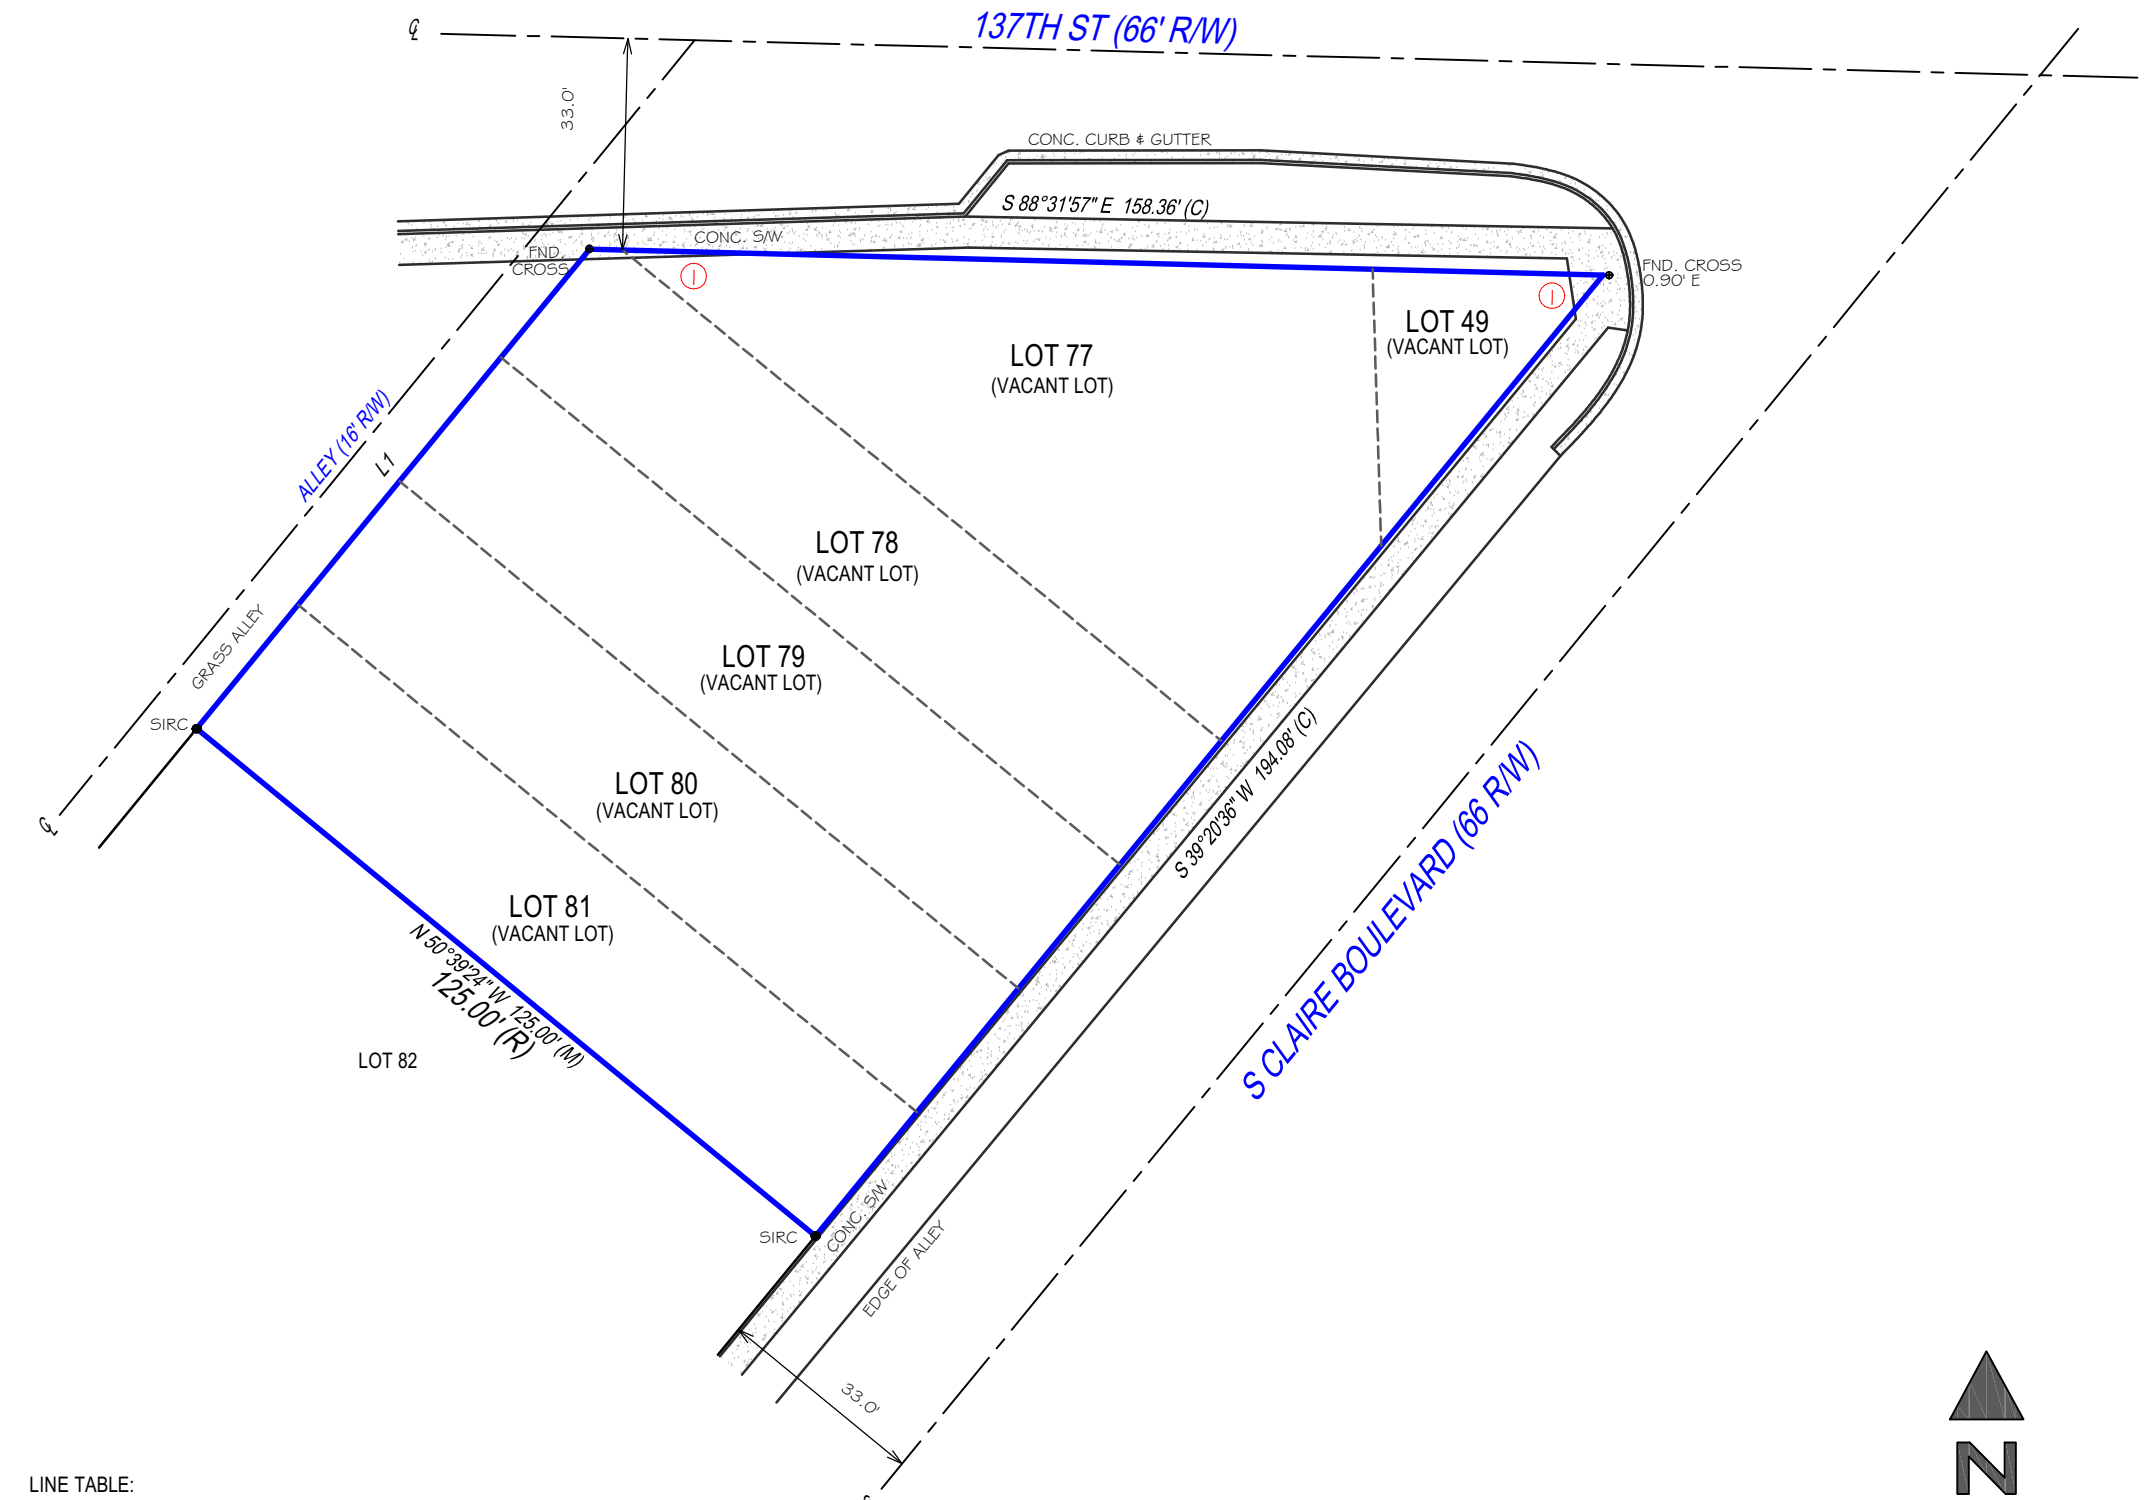 ℄
137TH ST (66' R/W)
33.0'
CONC. CURB & GUTTER
S 88°31'57" E 158.36' (C)
CONC. S/W
FND.
CROSS
FND. CROSS
0.90' E
1
1
LOT 49
(VACANT LOT)
LOT 77
(VACANT LOT)
ALLEY (16' R/W)
L1
LOT 78
(VACANT LOT)
GRASS ALLEY
LOT 79
(VACANT LOT)
SIRC
LOT 80
(VACANT LOT)
S 39°20'36" W 194.08' (C)
S CLAIRE BOULEVARD (66 R/W)
℄
LOT 81
(VACANT LOT)
N 50°39'24" W 125.00' (M)
125.00' (R)
LOT 82
SIRC
CONC. S/W
EDGE OF ALLEY
33.0'
N
LINE TABLE: